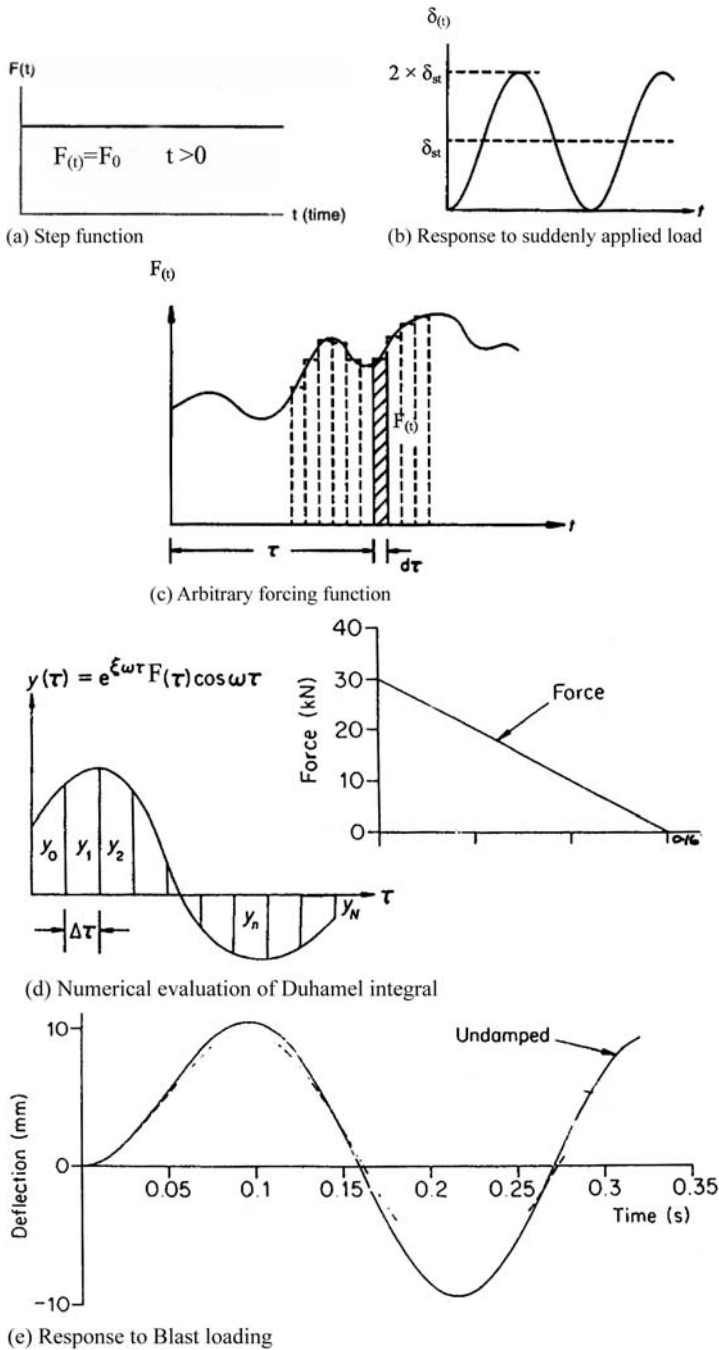 F(t)
F(t)=F0 t >0
t (time)
(a) Step function
δ(t)
2 × δst
δst
t
(b) Response to suddenly applied load
F(t)
F(t)
t
τ
dτ
(c) Arbitrary forcing function
y(τ) = e^ξωτ F(τ) cos ωτ
y0 y1 y2
yn
yN
τ
Δτ
Force (kN)
40
30
20
10
0
Force
0.16
(d) Numerical evaluation of Duhamel integral
Deflection (mm)
10
0
-10
Undamped
0.05 0.1 0.15 0.2 0.25 0.3 0.35
Time (s)
(e) Response to Blast loading